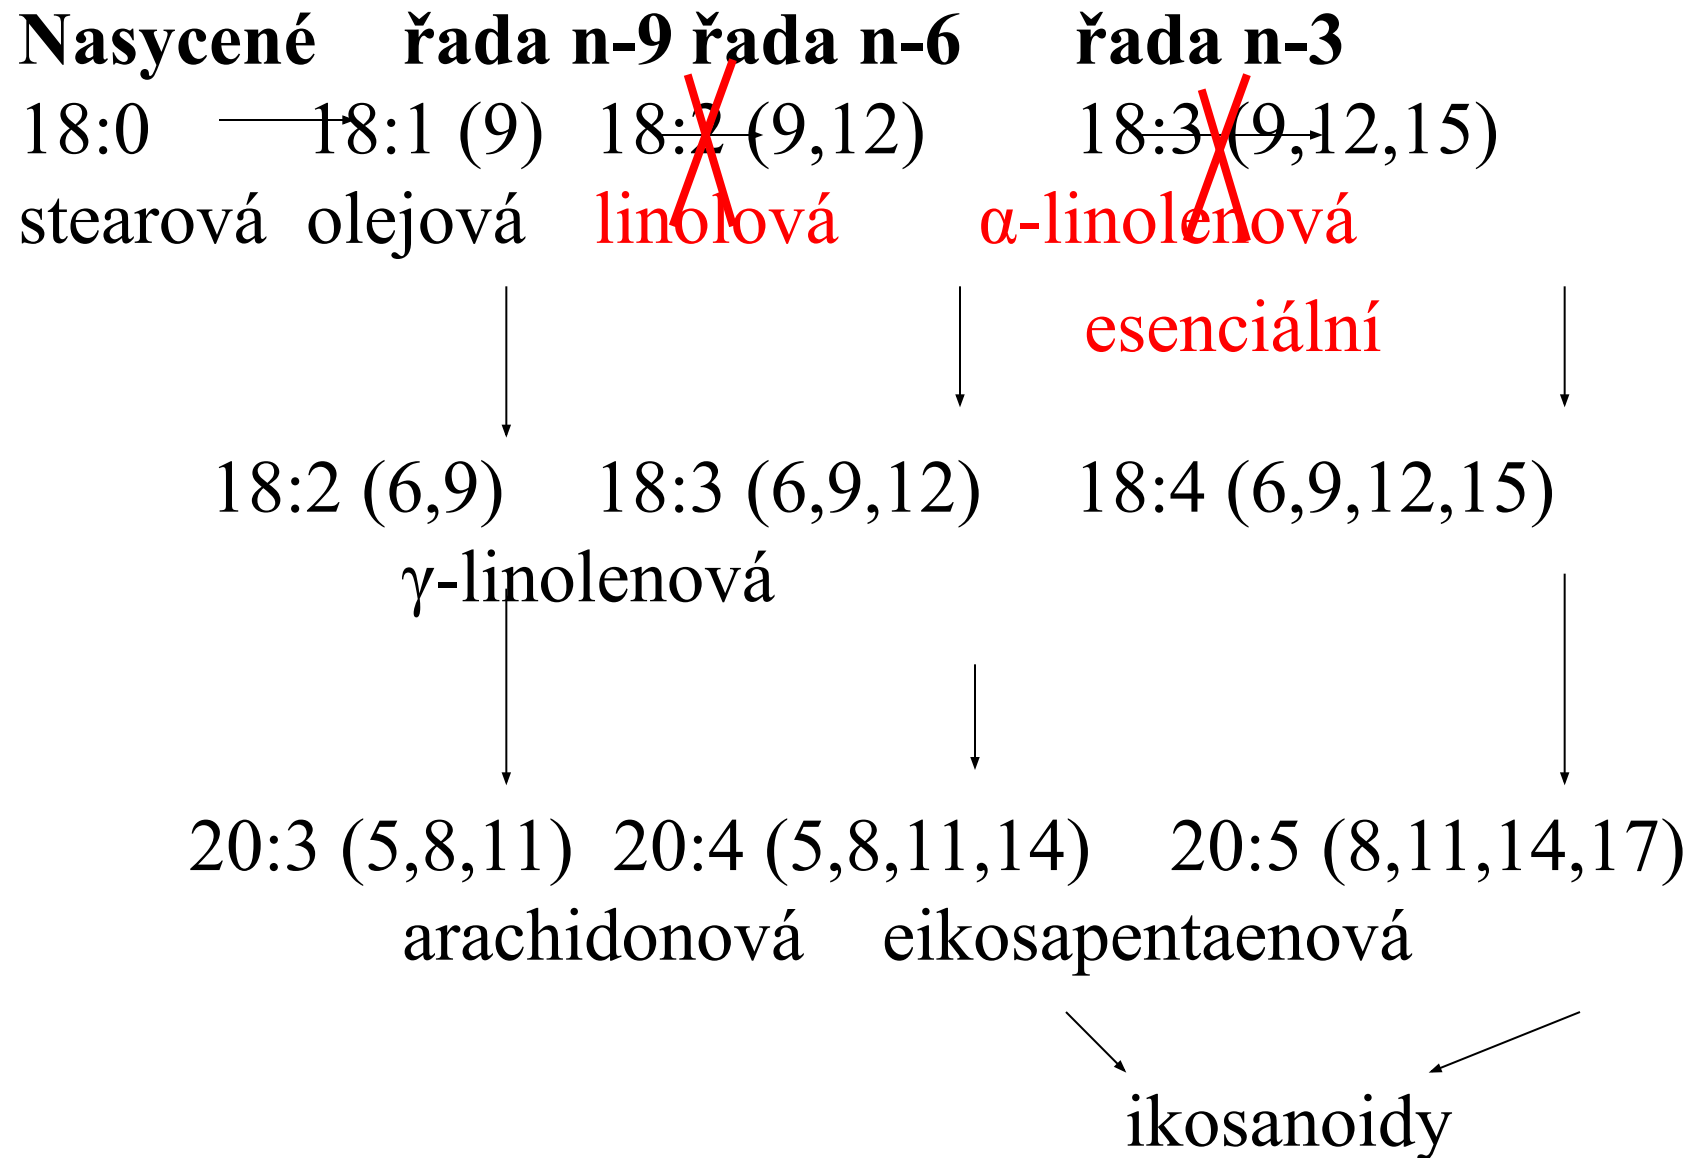 Nasycené řada n-9 řada n-6 řada n-3
18:0 18:1 (9) 18:2 (9,12) 18:3 (9,12,15)
stearová olejová linolová α-linolenová
esenciální
18:2 (6,9) 18:3 (6,9,12) 18:4 (6,9,12,15)
γ-linolenová
20:3 (5,8,11) 20:4 (5,8,11,14) 20:5 (8,11,14,17)
arachidonová eikosapentaenová
ikosanoidy